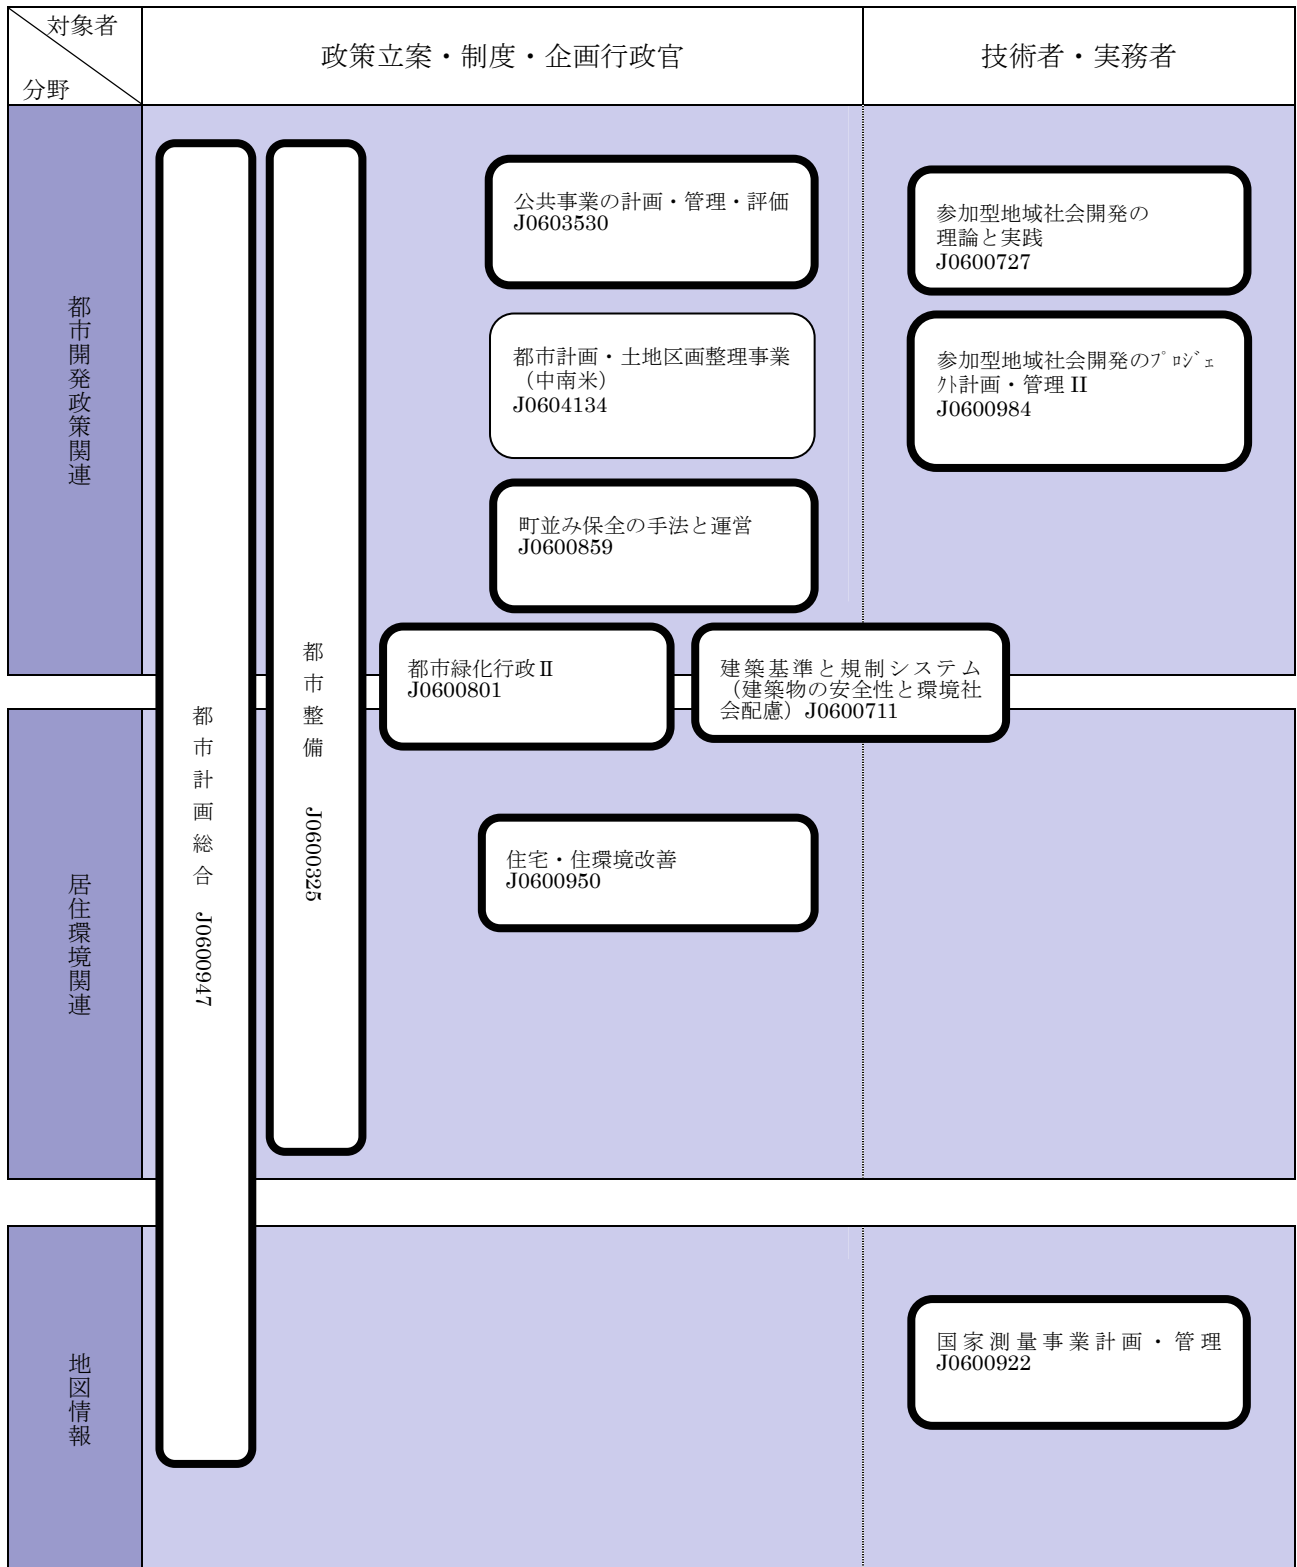 対象者
分野
政策立案・制度・企画行政官
技術者・実務者
都市開発政策関連
都市計画総合 J0600947
都市整備 J0600325
公共事業の計画・管理・評価
J0603530
都市計画・土地区画整理事業
（中南米）
J0604134
町並み保全の手法と運営
J0600859
参加型地域社会開発の
理論と実践
J0600727
参加型地域社会開発のﾌﾟﾛｼﾞｪ
ｸﾄ計画・管理 II
J0600984
都市緑化行政Ⅱ
J0600801
建築基準と規制システム
（建築物の安全性と環境社
会配慮）J0600711
居住環境関連
住宅・住環境改善
J0600950
地図情報
国家測量事業計画・管理
J0600922